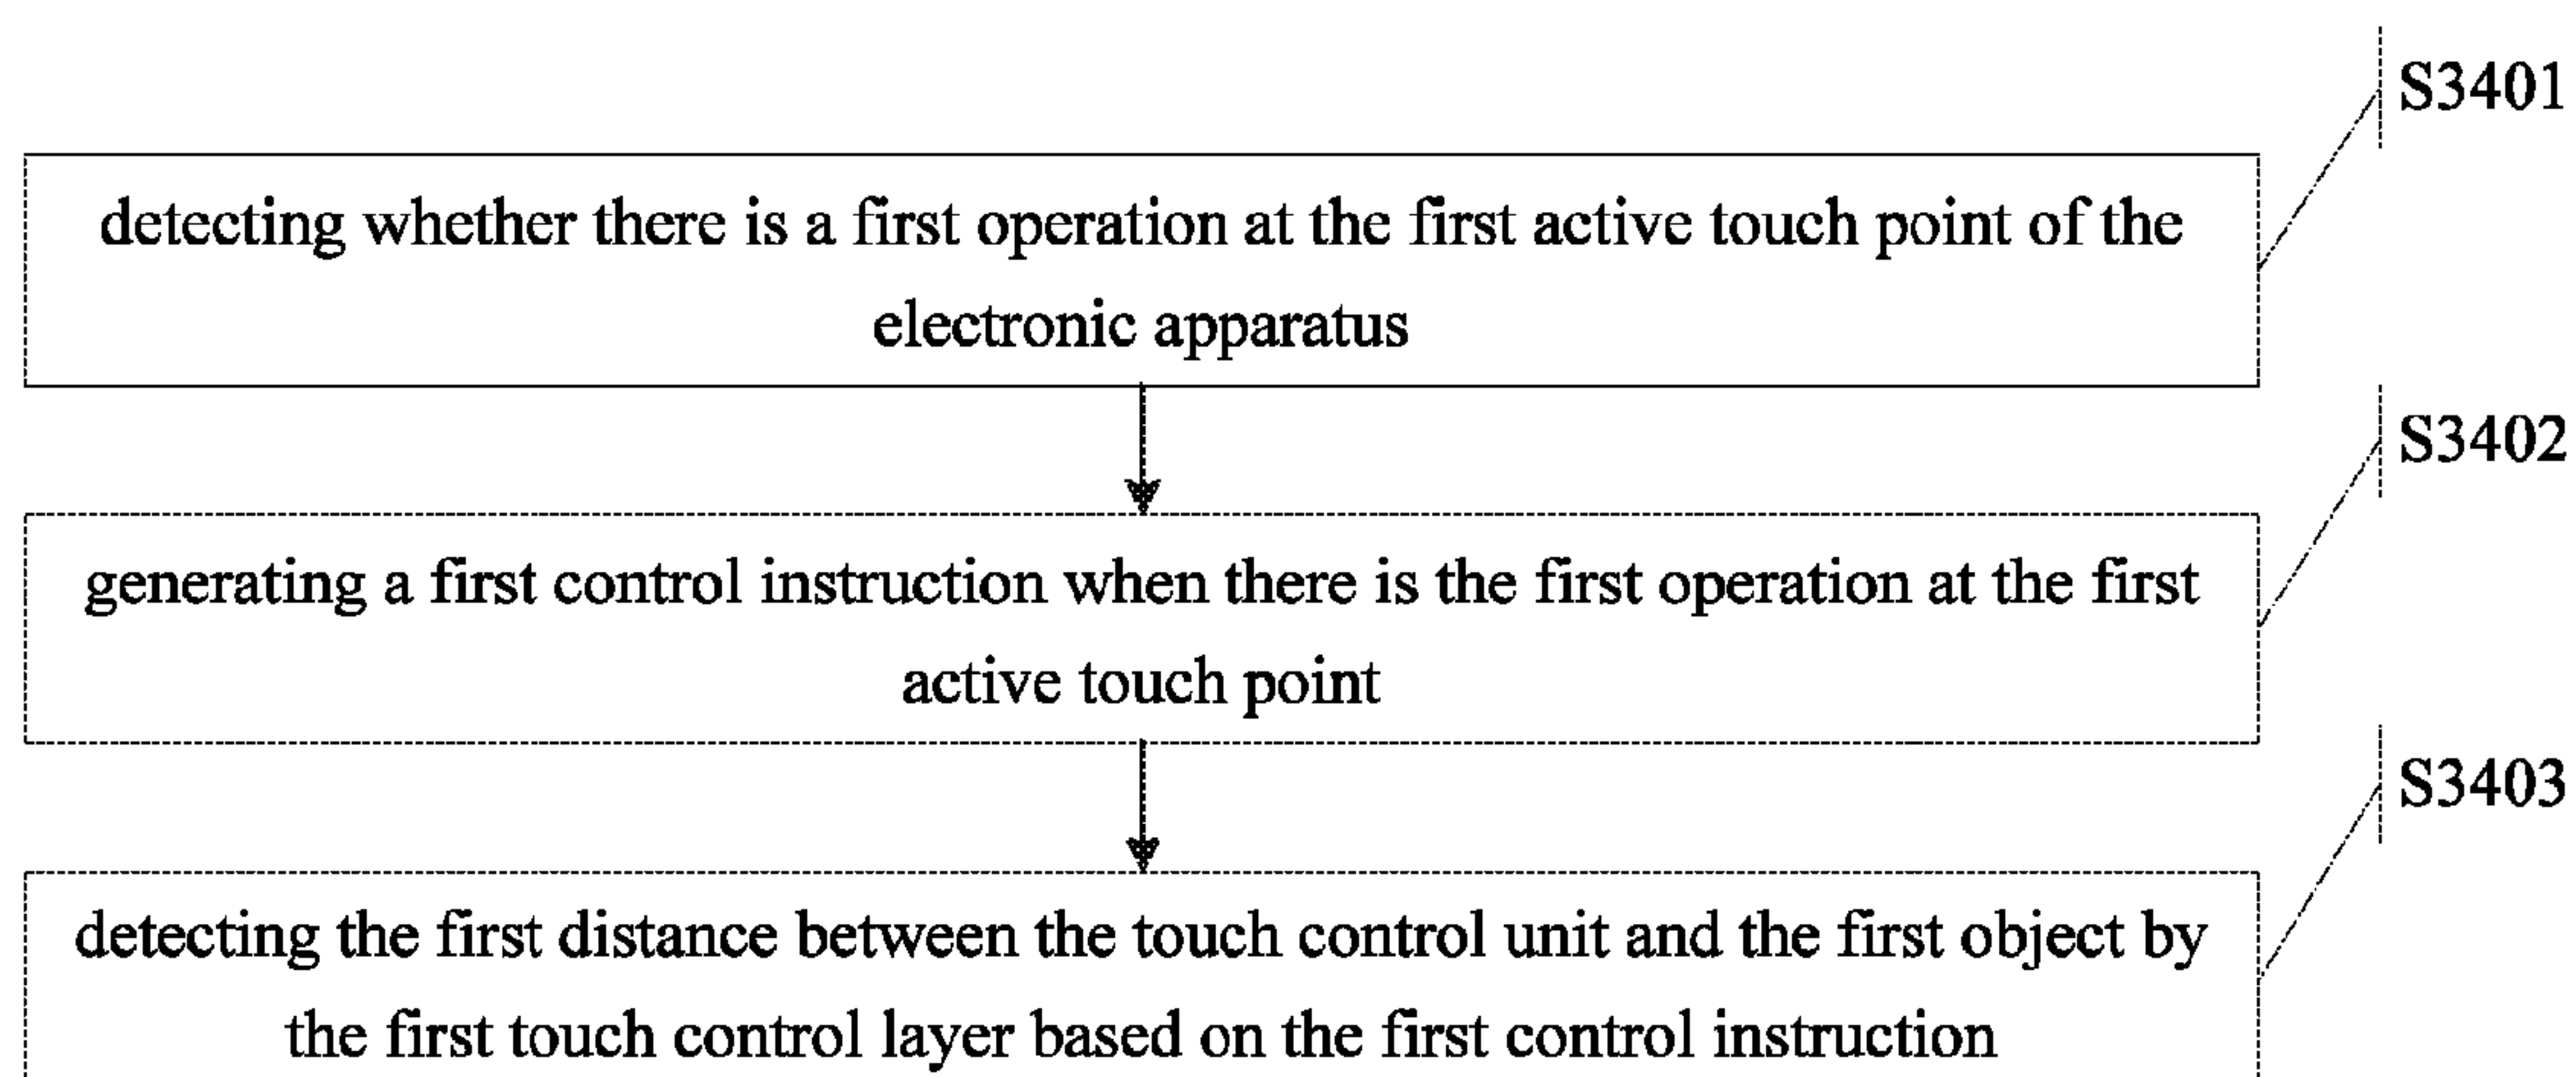 S3401
detecting whether there is a first operation at the first active touch point of the
electronic apparatus
S3402
generating a first control instruction when there is the first operation at the first
active touch point
S3403
detecting the first distance between the touch control unit and the first object by
the first touch control layer based on the first control instruction